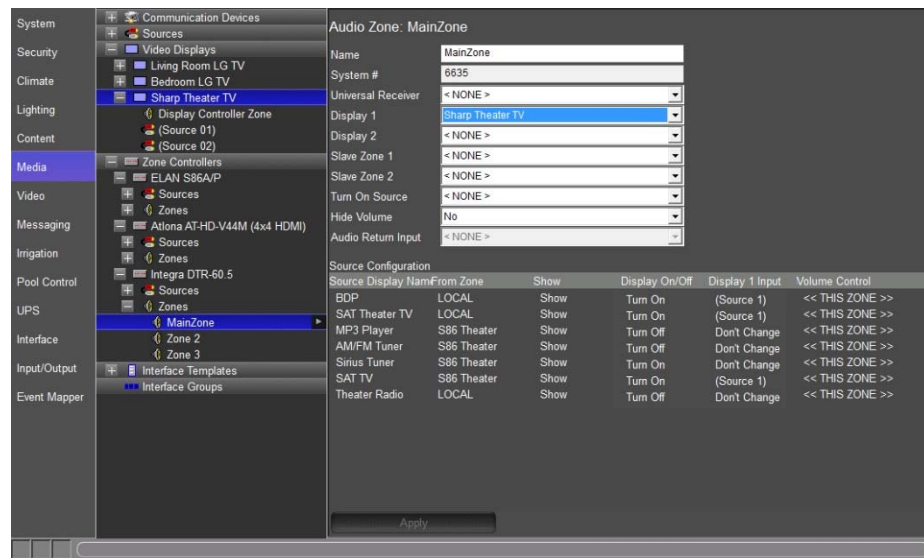 System
Security
Climate
Lighting
Content
Media
Video
Messaging
Irrigation
Pool Control
UPS
Interface
Input/Output
Event Mapper
Communication Devices
Sources
Video Displays
Living Room LG TV
Bedroom LG TV
Sharp Theater TV
Display Controller Zone
(Source 01)
(Source 02)
Zone Controllers
ELAN S86A/P
Sources
Zones
Atlona AT-HD-V44M (4x4 HDMI)
Sources
Zones
Integra DTR-60.5
Sources
Zones
MainZone
Zone 2
Zone 3
Interface Templates
Interface Groups
Audio Zone: MainZone
Name MainZone
System # 6635
Universal Receiver < NONE >
Display 1 Sharp Theater TV
Display 2 < NONE >
Slave Zone 1 < NONE >
Slave Zone 2 < NONE >
Turn On Source < NONE >
Hide Volume No
Audio Return Input < NONE >
Source Configuration
Source Display Name From Zone Show Display On/Off Display 1 Input Volume Control
BDP LOCAL Show Turn On (Source 1) << THIS ZONE >>
SAT Theater TV LOCAL Show Turn On (Source 1) << THIS ZONE >>
MP3 Player S86 Theater Show Turn Off Don't Change << THIS ZONE >>
AM/FM Tuner S86 Theater Show Turn Off Don't Change << THIS ZONE >>
Sirius Tuner S86 Theater Show Turn On Don't Change << THIS ZONE >>
SAT TV S86 Theater Show Turn On (Source 1) << THIS ZONE >>
Theater Radio LOCAL Show Turn Off Don't Change << THIS ZONE >>
Apply